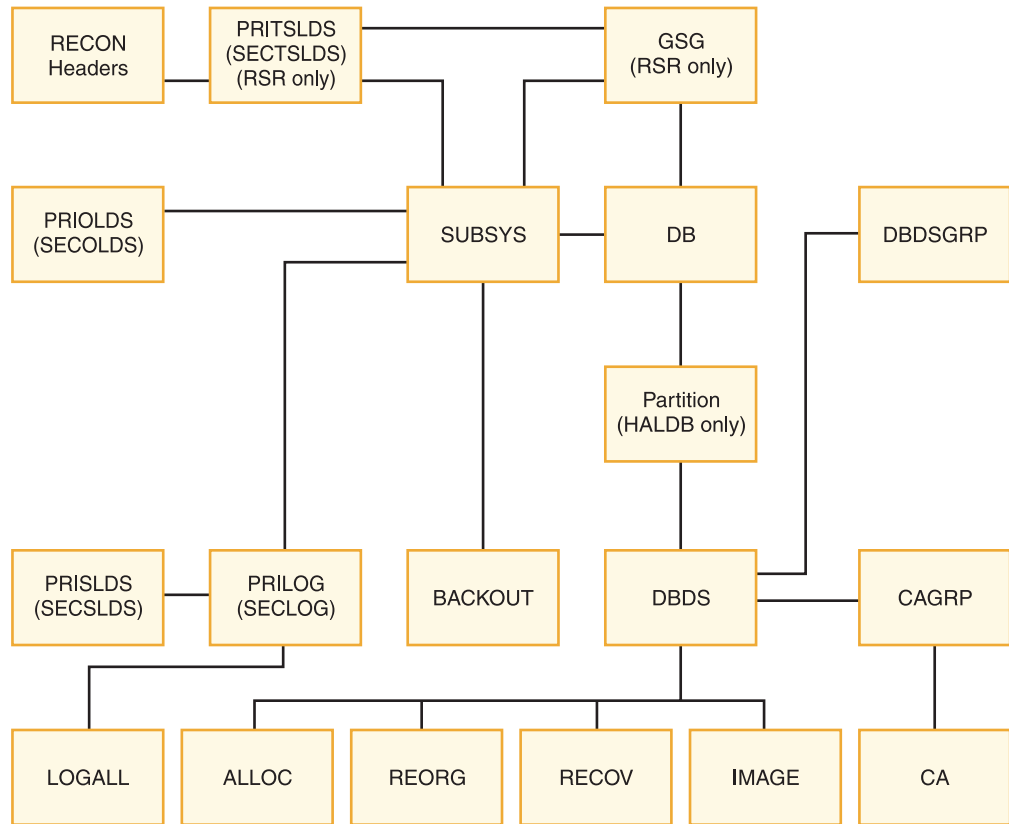 RECON
Headers
PRITSLDS
(SECTSLDS)
(RSR only)
GSG
(RSR only)
PRIOLDS
(SECOLDS)
SUBSYS
DB
DBDSGRP
Partition
(HALDB only)
PRISLDS
(SECSLDS)
PRILOG
(SECLOG)
BACKOUT
DBDS
CAGRP
LOGALL
ALLOC
REORG
RECOV
IMAGE
CA